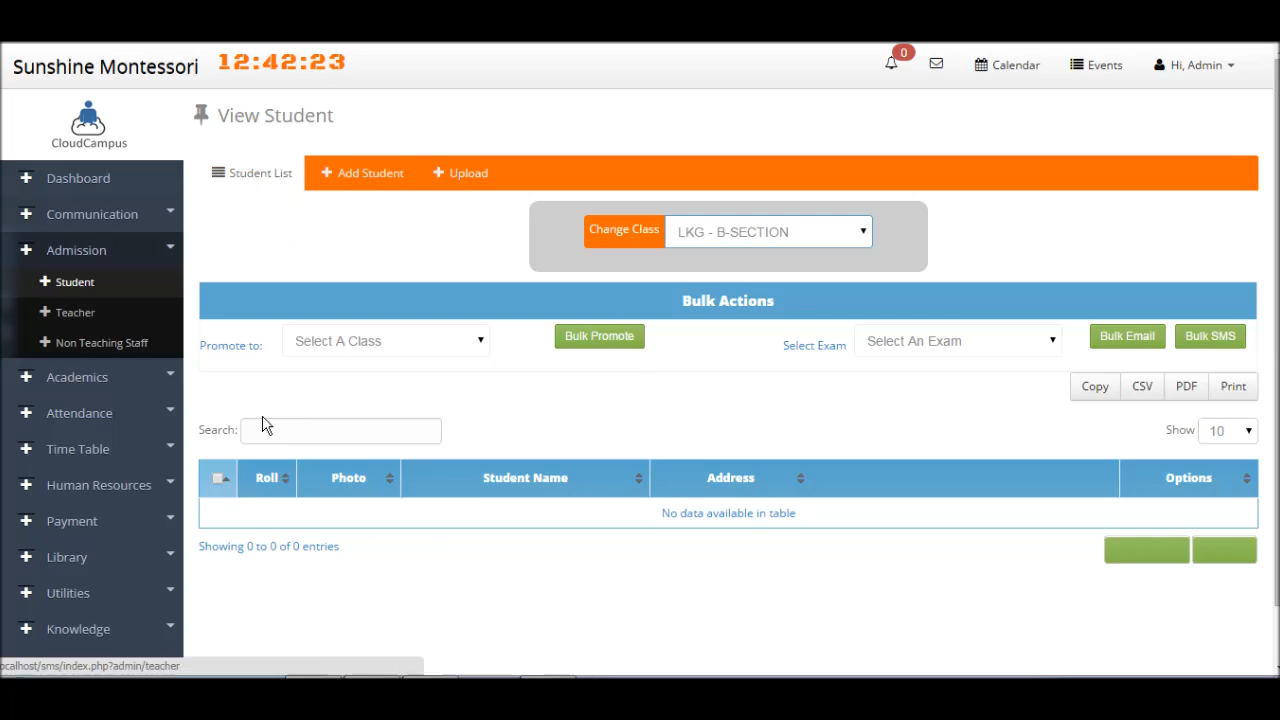 Sunshine Montessori
12:42:23
0
Calendar
Events
Hi, Admin
CloudCampus
View Student
Student List
Add Student
Upload
Dashboard
Communication
Admission
Student
Teacher
Non Teaching Staff
Academics
Attendance
Time Table
Human Resources
Payment
Library
Utilities
Knowledge
Change Class
LKG - B-SECTION
Bulk Actions
Promote to:
Select A Class
Bulk Promote
Select Exam
Select An Exam
Bulk Email
Bulk SMS
Copy
CSV
PDF
Print
Search:
Show
10
Roll
Photo
Student Name
Address
Options
No data available in table
Showing 0 to 0 of 0 entries
ocalhost/sms/index.php?admin/teacher